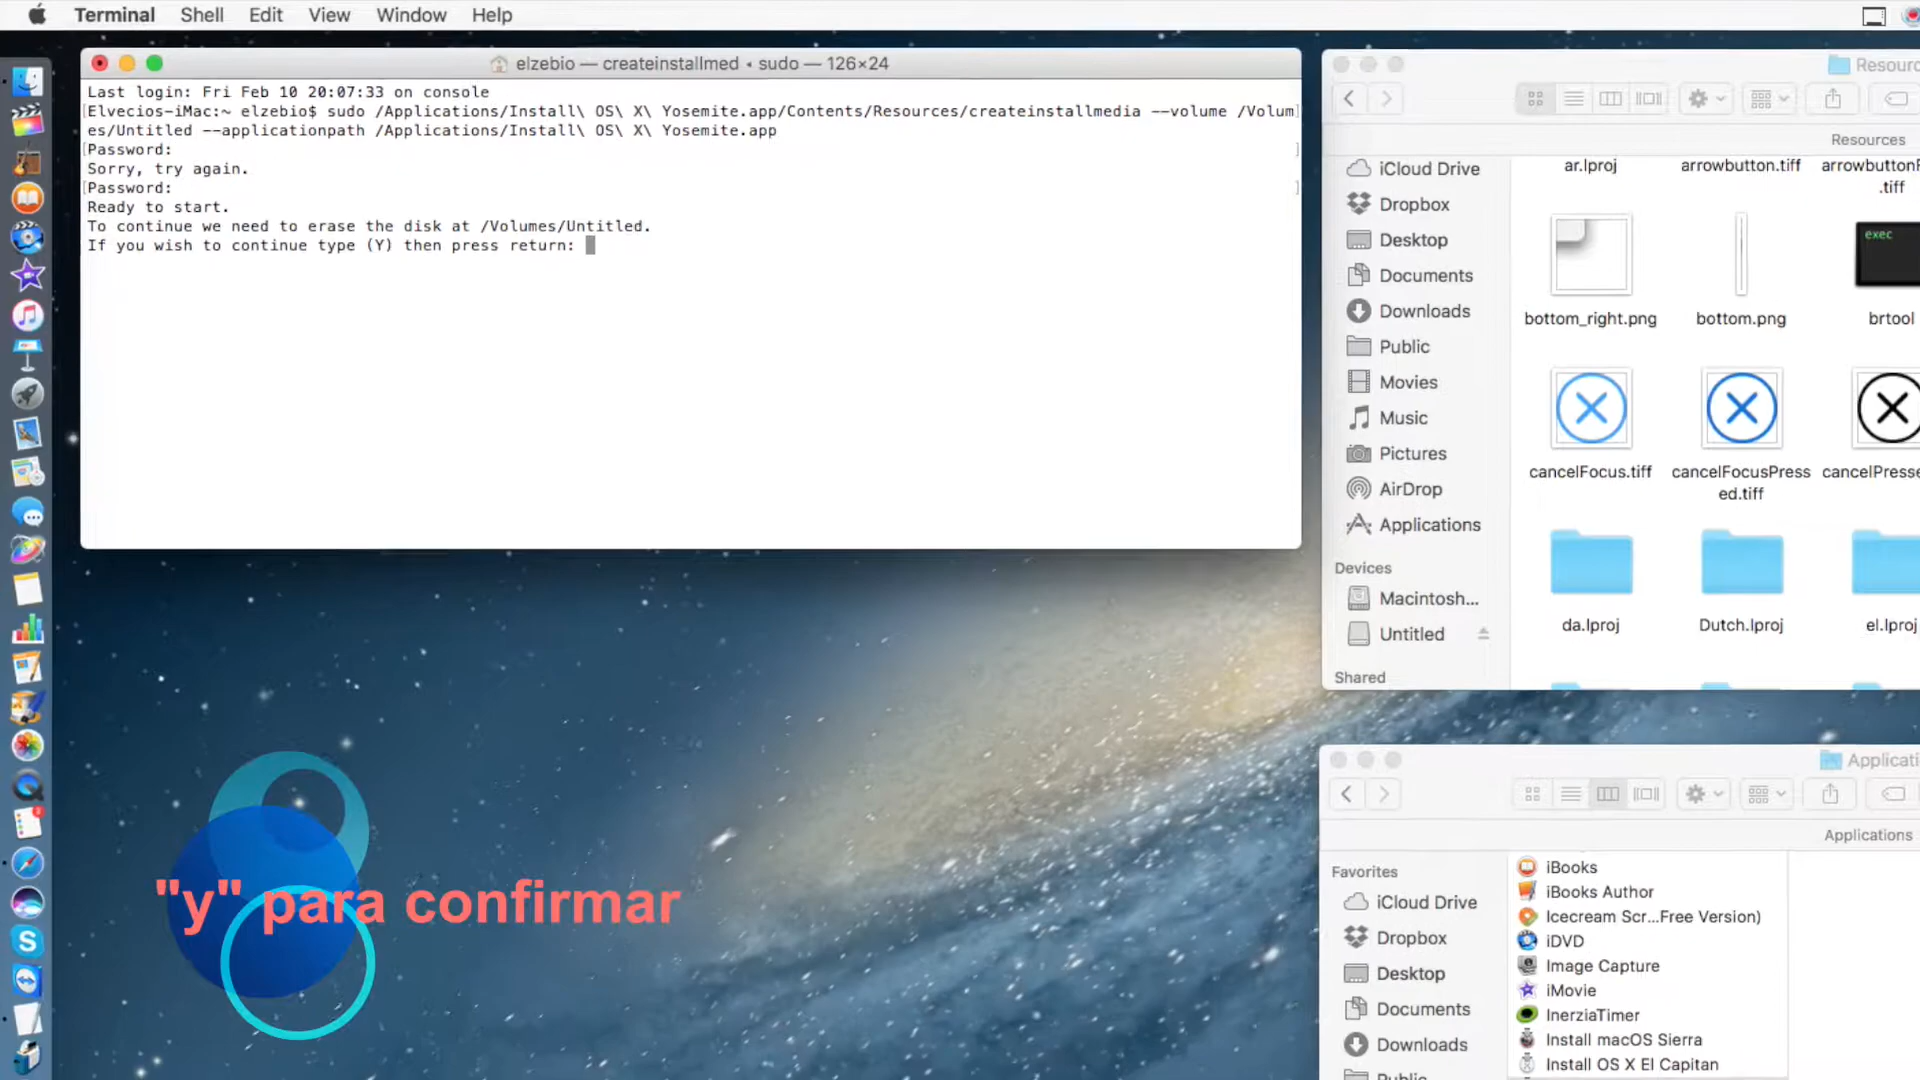 Terminal Shell Edit View Window Help
elzebio — createinstallmed • sudo — 126×24
Last login: Fri Feb 10 20:07:33 on console
[Elvecios-iMac:~ elzebio$ sudo /Applications/Install\ OS\ X\ Yosemite.app/Contents/Resources/createinstallmedia --volume /Volum]
es/Untitled --applicationpath /Applications/Install\ OS\ X\ Yosemite.app
[Password: ]
Sorry, try again.
[Password: ]
Ready to start.
To continue we need to erase the disk at /Volumes/Untitled.
If you wish to continue type (Y) then press return:
"y" para confirmar
Resourc
Resources
iCloud Drive
Dropbox
Desktop
Documents
Downloads
Public
Movies
Music
Pictures
AirDrop
Applications
Devices
Macintosh...
Untitled
Shared
ar.lproj
arrowbutton.tiff
arrowbuttonF
.tiff
exec
bottom_right.png
bottom.png
brtool
cancelFocus.tiff
cancelFocusPress
ed.tiff
cancelPresse
da.lproj
Dutch.lproj
el.lproj
Applicati
Applications
Favorites
iCloud Drive
Dropbox
Desktop
Documents
Downloads
Public
iBooks
iBooks Author
Icecream Scr...Free Version)
iDVD
Image Capture
iMovie
InerziaTimer
Install macOS Sierra
Install OS X El Capitan